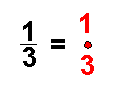 1/3 = 1 • 3